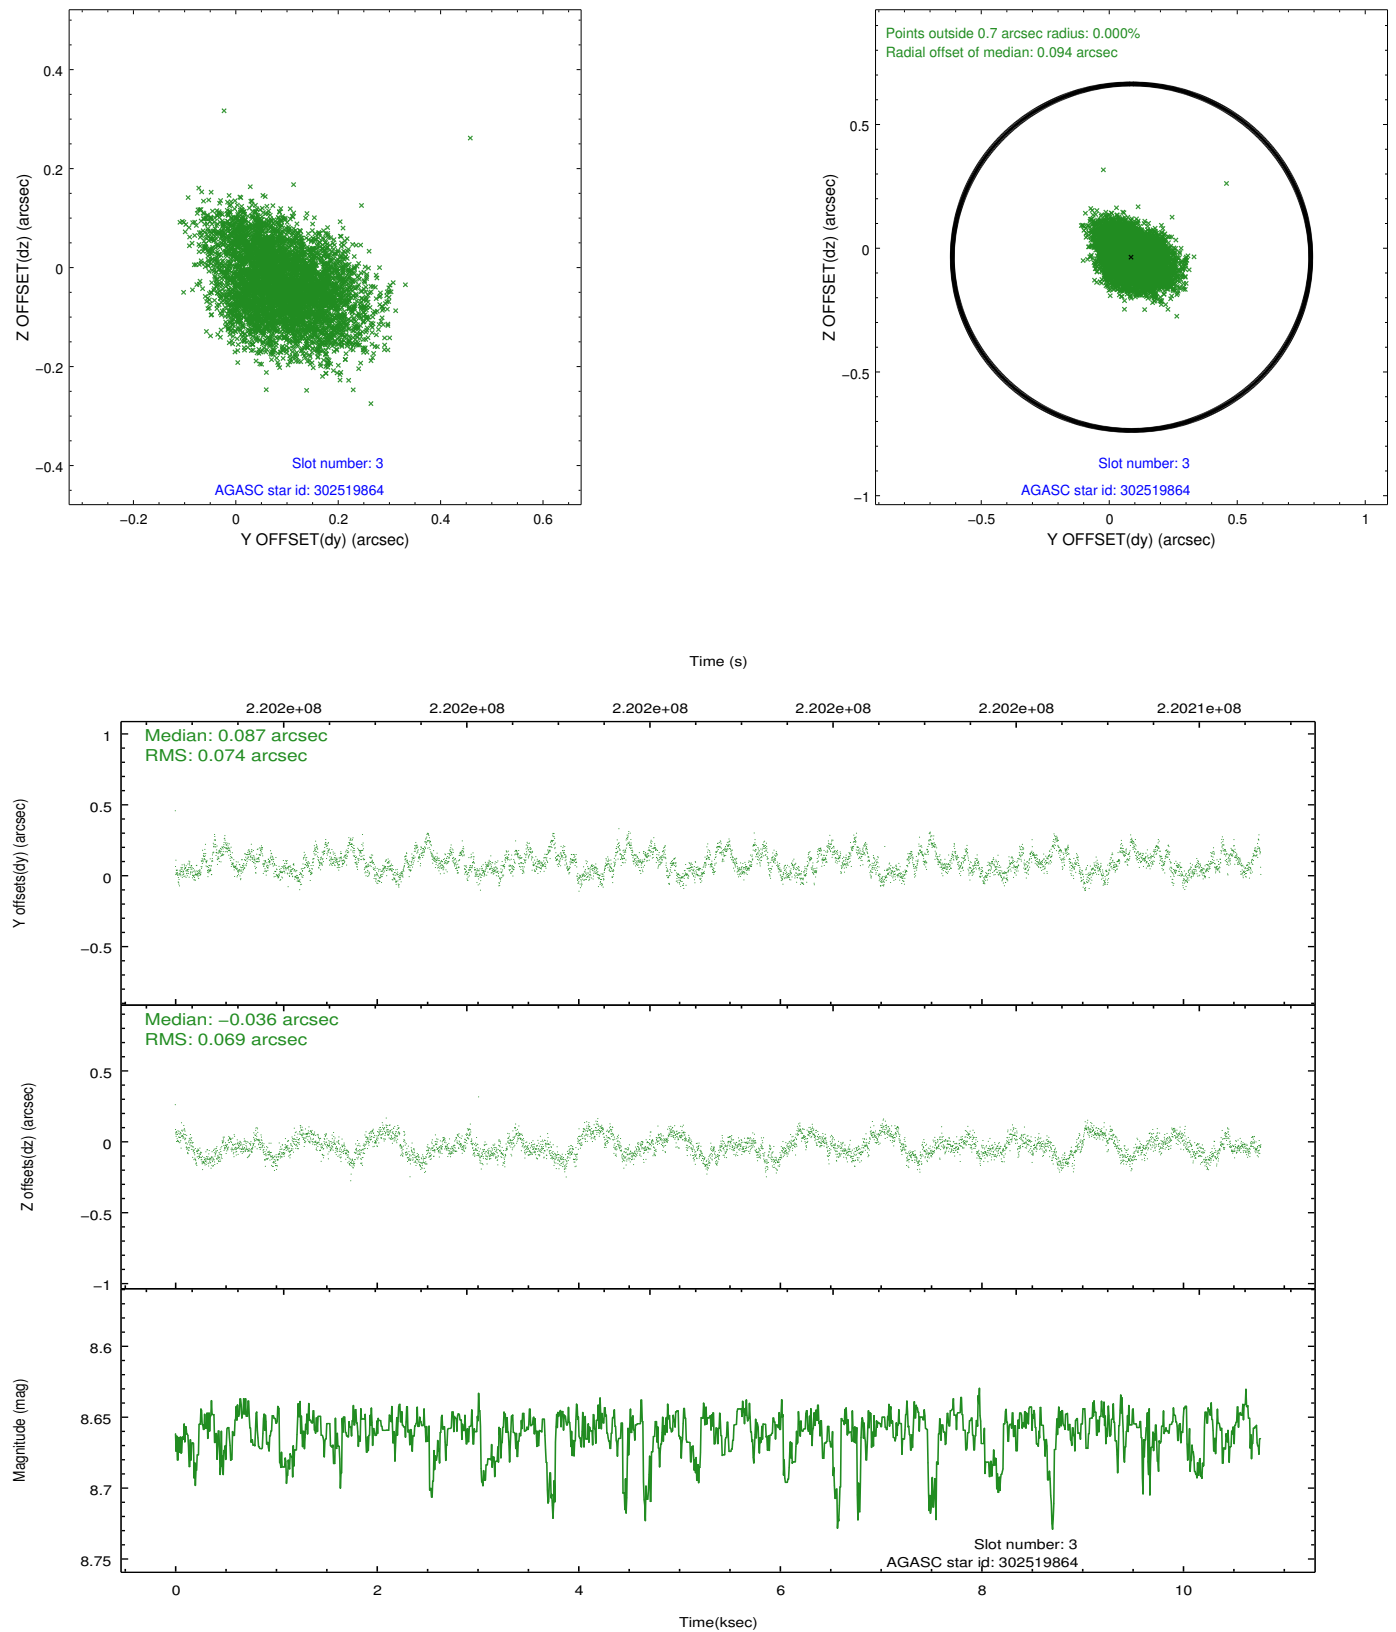 0.4
0.2
0
−0.2
−0.4
Z OFFSET(dz) (arcsec)
Slot number: 3
AGASC star id: 302519864
−0.2 0 0.2 0.4 0.6
Y OFFSET(dy) (arcsec)
Points outside 0.7 arcsec radius: 0.000%
Radial offset of median: 0.094 arcsec
0.5
0
−0.5
−1
Z OFFSET(dz) (arcsec)
Slot number: 3
AGASC star id: 302519864
−0.5 0 0.5 1
Y OFFSET(dy) (arcsec)
Time (s)
2.202e+08 2.202e+08 2.202e+08 2.202e+08 2.202e+08 2.2021e+08
Median: 0.087 arcsec
RMS: 0.074 arcsec
1
0.5
0
−0.5
Y offsets(dy) (arcsec)
Median: −0.036 arcsec
RMS: 0.069 arcsec
0.5
0
−0.5
−1
Z offsets(dz) (arcsec)
8.6
8.65
8.7
8.75
Magnitude (mag)
Slot number: 3
AGASC star id: 302519864
0 2 4 6 8 10
Time(ksec)